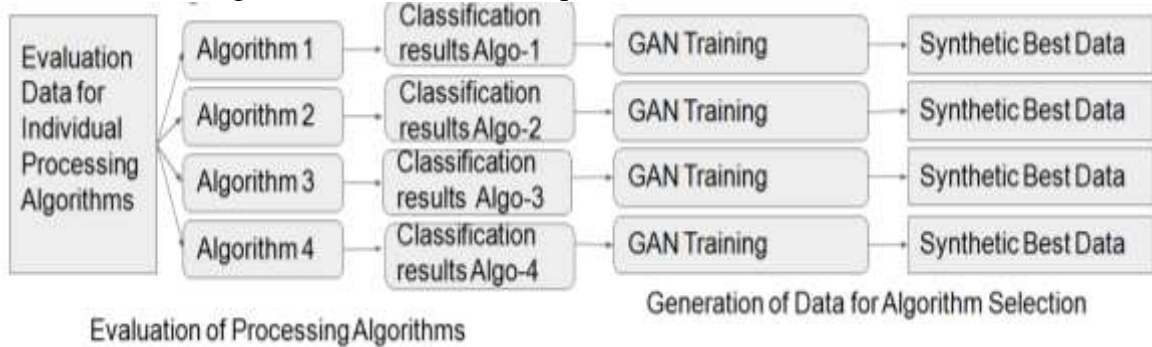 Evaluation
Data for
Individual
Processing
Algorithms
Algorithm 1
Classification
results Algo-1
GAN Training
Synthetic Best Data
Algorithm 2
Classification
results Algo-2
GAN Training
Synthetic Best Data
Algorithm 3
Classification
results Algo-3
GAN Training
Synthetic Best Data
Algorithm 4
Classification
results Algo-4
GAN Training
Synthetic Best Data
Evaluation of Processing Algorithms
Generation of Data for Algorithm Selection